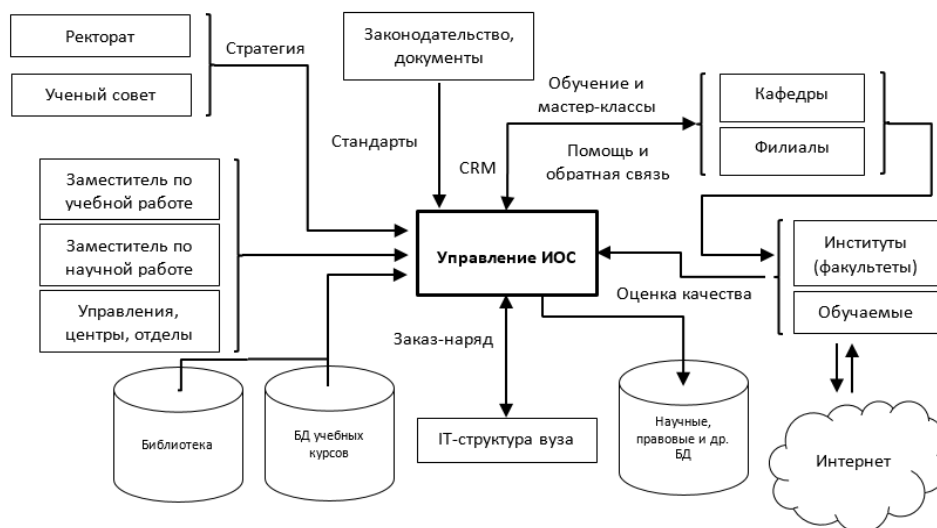 Ректорат
Ученый совет
Стратегия
Законодательство,
документы
Стандарты
Обучение и
мастер-классы
CRM
Помощь и
обратная связь
Кафедры
Филиалы
Заместитель по
учебной работе
Заместитель по
научной работе
Управления,
центры, отделы
Управление ИОС
Институты
(факультеты)
Обучаемые
Оценка качества
Заказ-наряд
Библиотека
БД учебных
курсов
IT-структура вуза
Научные,
правовые и др.
БД
Интернет